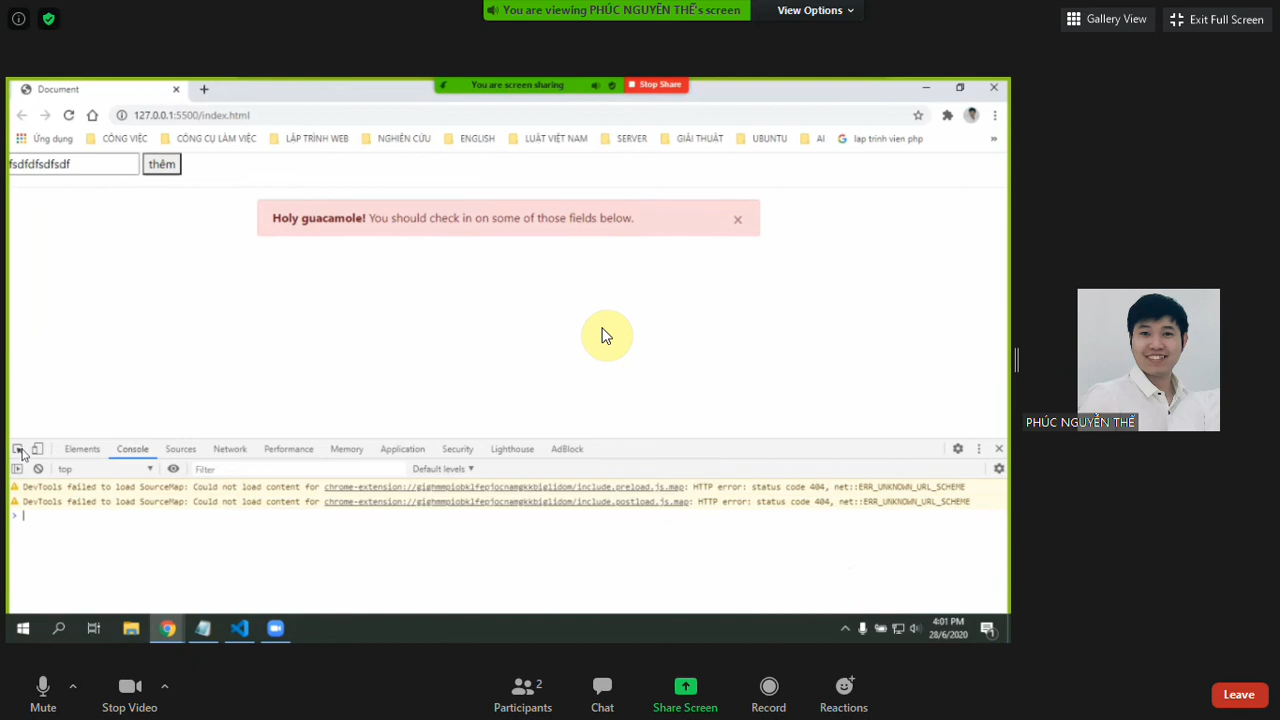 You are viewing PHÚC NGUYỄN THẾ's screen
View Options
Gallery View
Exit Full Screen
Document
You are screen sharing
Stop Share
127.0.0.1:5500/index.html
Ứng dụng
CÔNG VIỆC
CÔNG CỤ LÀM VIỆC
LẬP TRÌNH WEB
NGHIÊN CỨU
ENGLISH
LUẬT VIỆT NAM
SERVER
GIẢI THUẬT
UBUNTU
AI
lap trinh vien php
»
fsdfdfsdfsdf
thêm
Holy guacamole! You should check in on some of those fields below.
×
PHÚC NGUYỄN THẾ
Elements
Console
Sources
Network
Performance
Memory
Application
Security
Lighthouse
AdBlock
top
Filter
Default levels
DevTools failed to load SourceMap: Could not load content for chrome-extension://gighmmpiobklfepjocnamgkkbiglidom/include.preload.js.map: HTTP error: status code 404, net::ERR_UNKNOWN_URL_SCHEME
DevTools failed to load SourceMap: Could not load content for chrome-extension://gighmmpiobklfepjocnamgkkbiglidom/include.postload.js.map: HTTP error: status code 404, net::ERR_UNKNOWN_URL_SCHEME
4:01 PM
28/6/2020
1
Mute
Stop Video
2
Participants
Chat
Share Screen
Record
Reactions
Leave